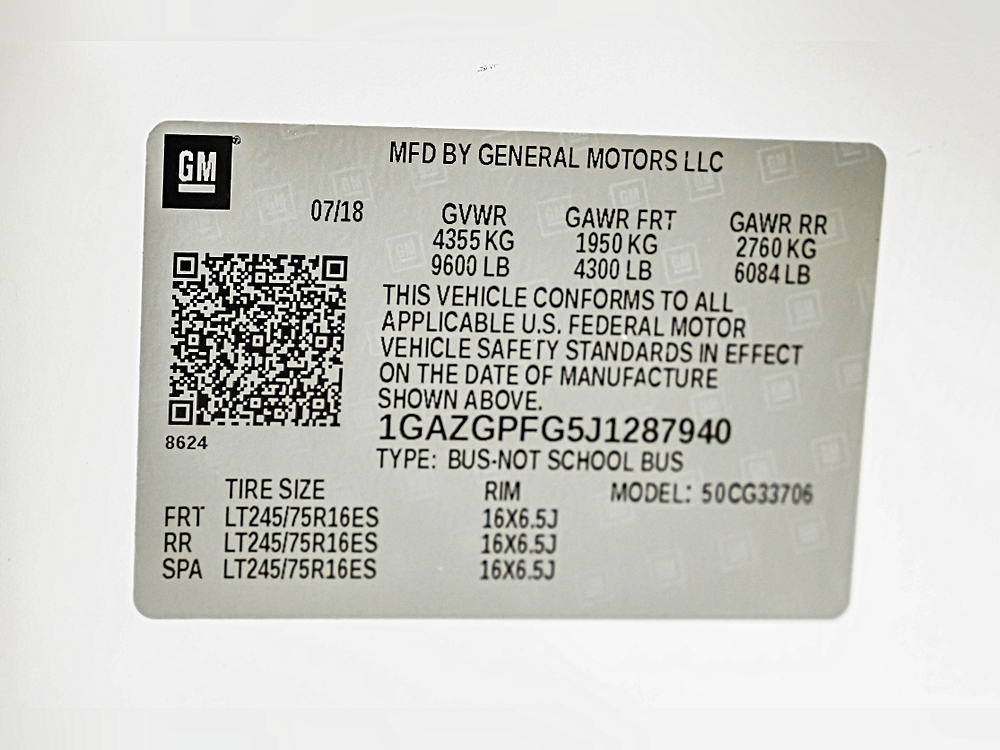 GM
MFD BY GENERAL MOTORS LLC
07/18 GVWR GAWR FRT GAWR RR
4355 KG 1950 KG 2760 KG
9600 LB 4300 LB 6084 LB
THIS VEHICLE CONFORMS TO ALL
APPLICABLE U.S. FEDERAL MOTOR
VEHICLE SAFETY STANDARDS IN EFFECT
ON THE DATE OF MANUFACTURE
SHOWN ABOVE.
8624
1GAZGPFG5J1287940
TYPE: BUS-NOT SCHOOL BUS
TIRE SIZE RIM MODEL: 50CG33706
FRT LT245/75R16ES 16X6.5J
RR LT245/75R16ES 16X6.5J
SPA LT245/75R16ES 16X6.5J